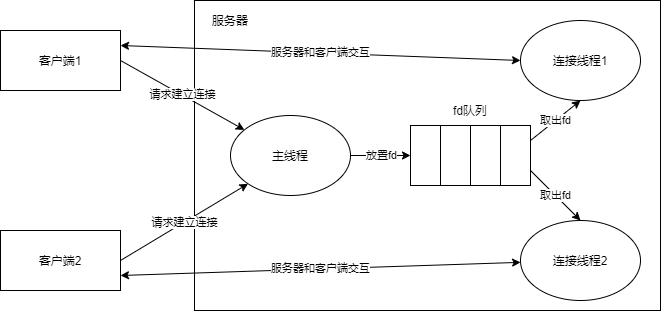 服务器
客户端1
服务器和客户端交互
连接线程1
请求建立连接
fd队列
取出fd
主线程
放置fd
取出fd
请求建立连接
客户端2
服务器和客户端交互
连接线程2